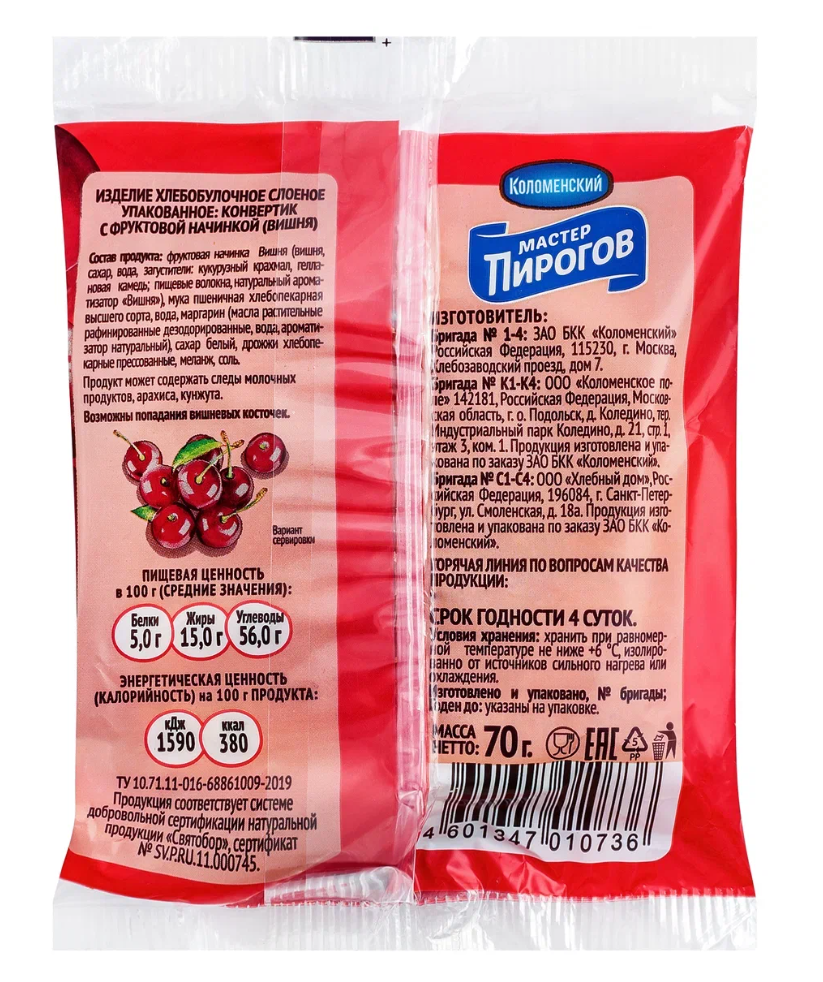 ИЗДЕЛИЕ ХЛЕБОБУЛОЧНОЕ СЛОЕНОЕ
УПАКОВАННОЕ: КОНВЕРТИК
С ФРУКТОВОЙ НАЧИНКОЙ (ВИШНЯ)
Состав продукта: фруктовая начинка Вишня (вишня,
сахар, вода, загустители: кукурузный крахмал, гелла-
новая камедь; пищевые волокна, натуральный арома-
тизатор «Вишня»), мука пшеничная хлебопекарная
высшего сорта, вода, маргарин (масла растительные
рафинированные дезодорированные, вода, аромати-
затор натуральный), сахар белый, дрожжи хлебопе-
карные прессованные, меланж, соль.
Продукт может содержать следы молочных
продуктов, арахиса, кунжута.
Возможны попадания вишневых косточек.
Вариант
сервировки
ПИЩЕВАЯ ЦЕННОСТЬ
в 100 г (СРЕДНИЕ ЗНАЧЕНИЯ):
Белки Жиры Углеводы
5,0 г 15,0 г 56,0 г
ЭНЕРГЕТИЧЕСКАЯ ЦЕННОСТЬ
(КАЛОРИЙНОСТЬ) на 100 г ПРОДУКТА:
кДж ккал
1590 380
ТУ 10.71.11-016-68861009-2019
Продукция соответствует системе
добровольной сертификации натуральной
продукции «Святобор», сертификат
№ SV.P.RU.11.000745.
КОЛОМЕНСКИЙ
МАСТЕР
ПИРОГОВ
ИЗГОТОВИТЕЛЬ:
Бригада № 1-4: ЗАО БКК «Коломенский»
Российская Федерация, 115230, г. Москва,
Хлебозаводский проезд, дом 7.
Бригада № К1-К4: ООО «Коломенское по-
ле» 142181, Российская Федерация, Москов-
ская область, г. о. Подольск, д. Коледино, тер.
Индустриальный парк Коледино, д. 21, стр. 1,
этаж 3, ком. 1. Продукция изготовлена и упа-
кована по заказу ЗАО БКК «Коломенский».
Бригада № С1-С4: ООО «Хлебный дом», Рос-
сийская Федерация, 196084, г. Санкт-Петер-
бург, ул. Смоленская, д. 18а. Продукция изго-
товлена и упакована по заказу ЗАО БКК «Ко-
ломенский».
ГОРЯЧАЯ ЛИНИЯ ПО ВОПРОСАМ КАЧЕСТВА
ПРОДУКЦИИ:
СРОК ГОДНОСТИ 4 СУТОК.
Условия хранения: хранить при равномер-
ной температуре не ниже +6 °С, изолиро-
ванно от источников сильного нагрева или
охлаждения.
Изготовлено и упаковано, № бригады;
годен до: указаны на упаковке.
МАССА
НЕТТО: 70 г. EAC 5 PP
4 601347 010736